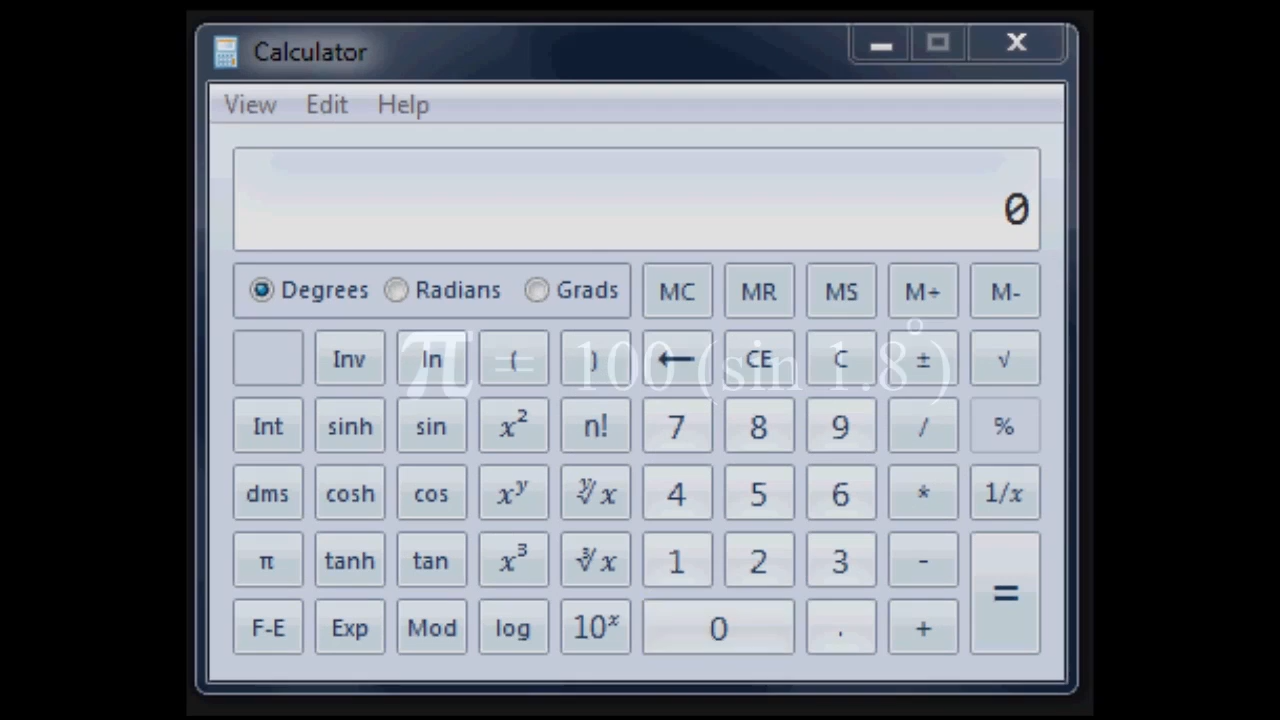 Calculator
View Edit Help
0
Degrees Radians Grads MC MR MS M+ M-
Inv ln ( ) ← CE C ± √
π = 100 (sin 1.8°)
Int sinh sin x² n! 7 8 9 / %
dms cosh cos xʸ ʸ√x 4 5 6 * 1/x
π tanh tan x³ ³√x 1 2 3 -
=
F-E Exp Mod log 10ˣ 0 . +